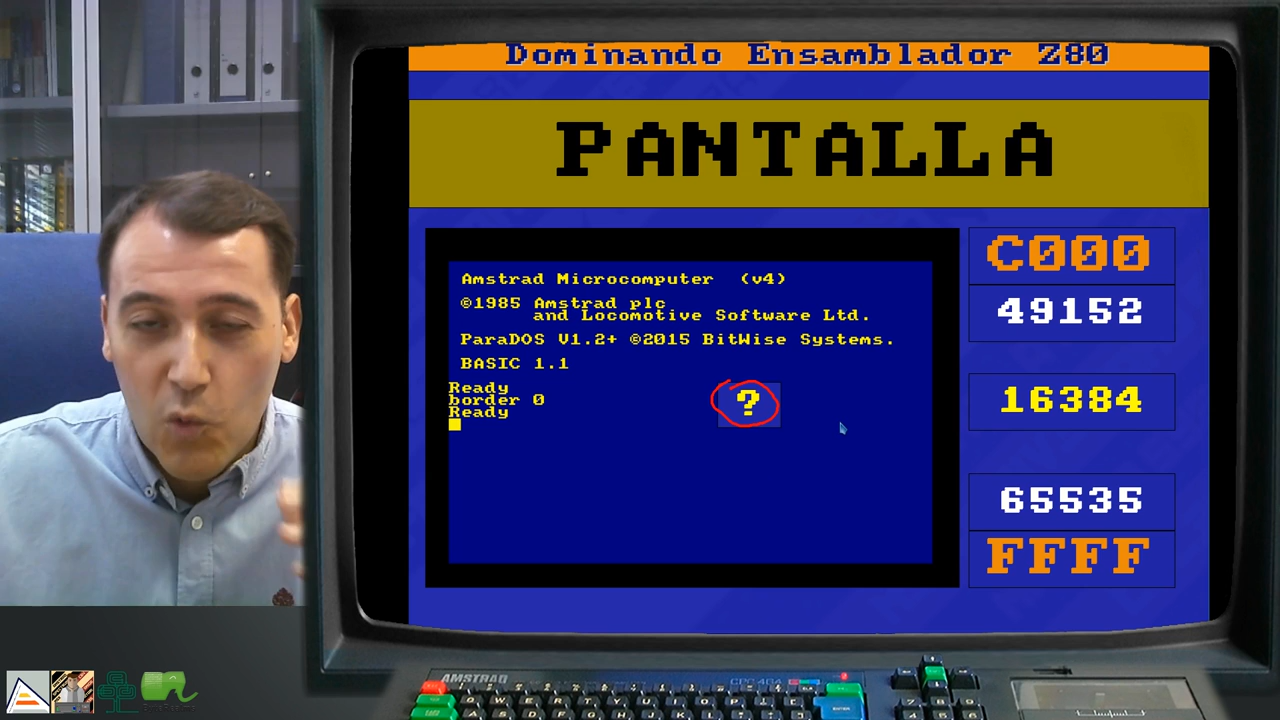 Dominando Ensamblador Z80
PANTALLA
Amstrad Microcomputer (v4)
©1985 Amstrad plc
and Locomotive Software Ltd.
ParaDOS V1.2+ ©2015 BitWise Systems.
BASIC 1.1
Ready
border 0
Ready
?
C000
49152
16384
65535
FFFF
AMSTRAD